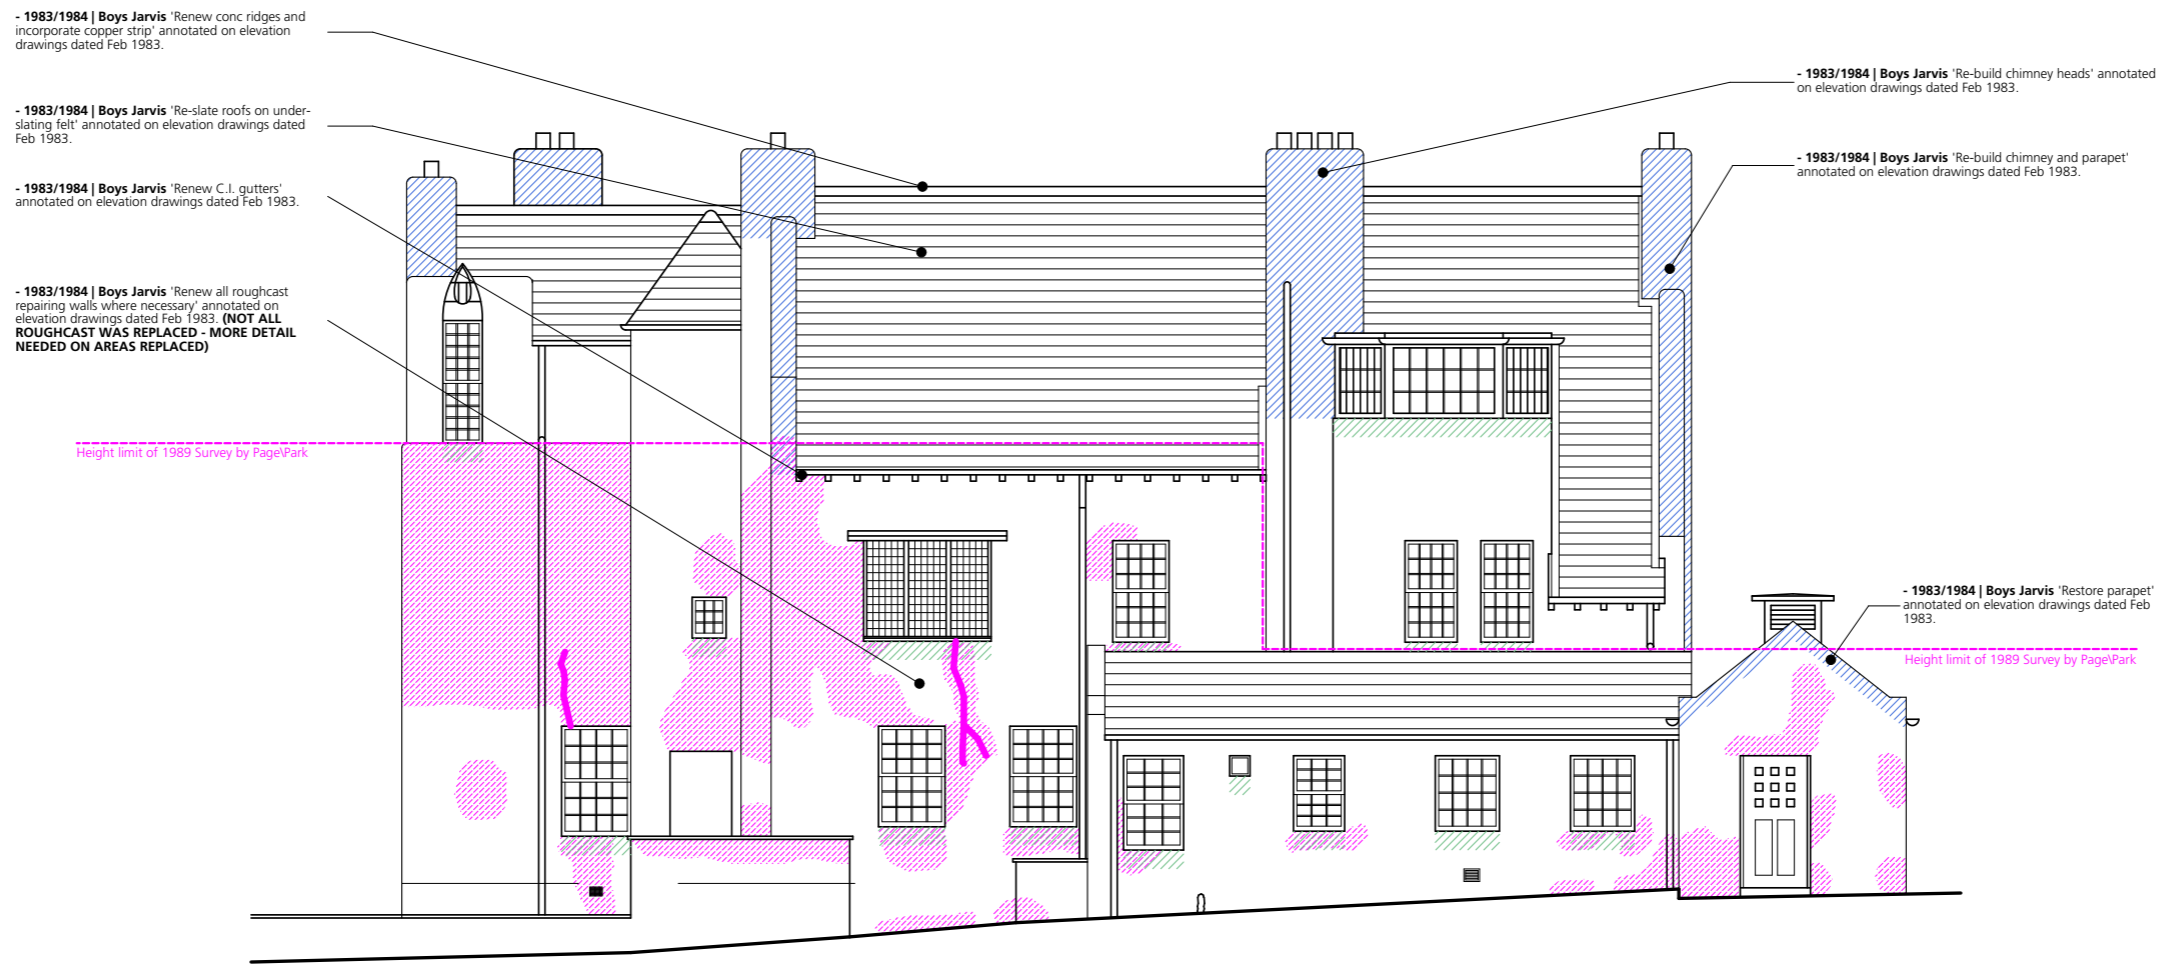 - 1983/1984 | Boys Jarvis 'Renew conc ridges and
incorporate copper strip' annotated on elevation
drawings dated Feb 1983.
- 1983/1984 | Boys Jarvis 'Re-slate roofs on under-
slating felt' annotated on elevation drawings dated
Feb 1983.
- 1983/1984 | Boys Jarvis 'Renew C.I. gutters'
annotated on elevation drawings dated Feb 1983.
- 1983/1984 | Boys Jarvis 'Renew all roughcast
repairing walls where necessary' annotated on
elevation drawings dated Feb 1983. (NOT ALL
ROUGHCAST WAS REPLACED - MORE DETAIL
NEEDED ON AREAS REPLACED)
Height limit of 1989 Survey by Page\Park
- 1983/1984 | Boys Jarvis 'Re-build chimney heads' annotated
on elevation drawings dated Feb 1983.
- 1983/1984 | Boys Jarvis 'Re-build chimney and parapet'
annotated on elevation drawings dated Feb 1983.
- 1983/1984 | Boys Jarvis 'Restore parapet'
annotated on elevation drawings dated Feb
1983.
Height limit of 1989 Survey by Page\Park